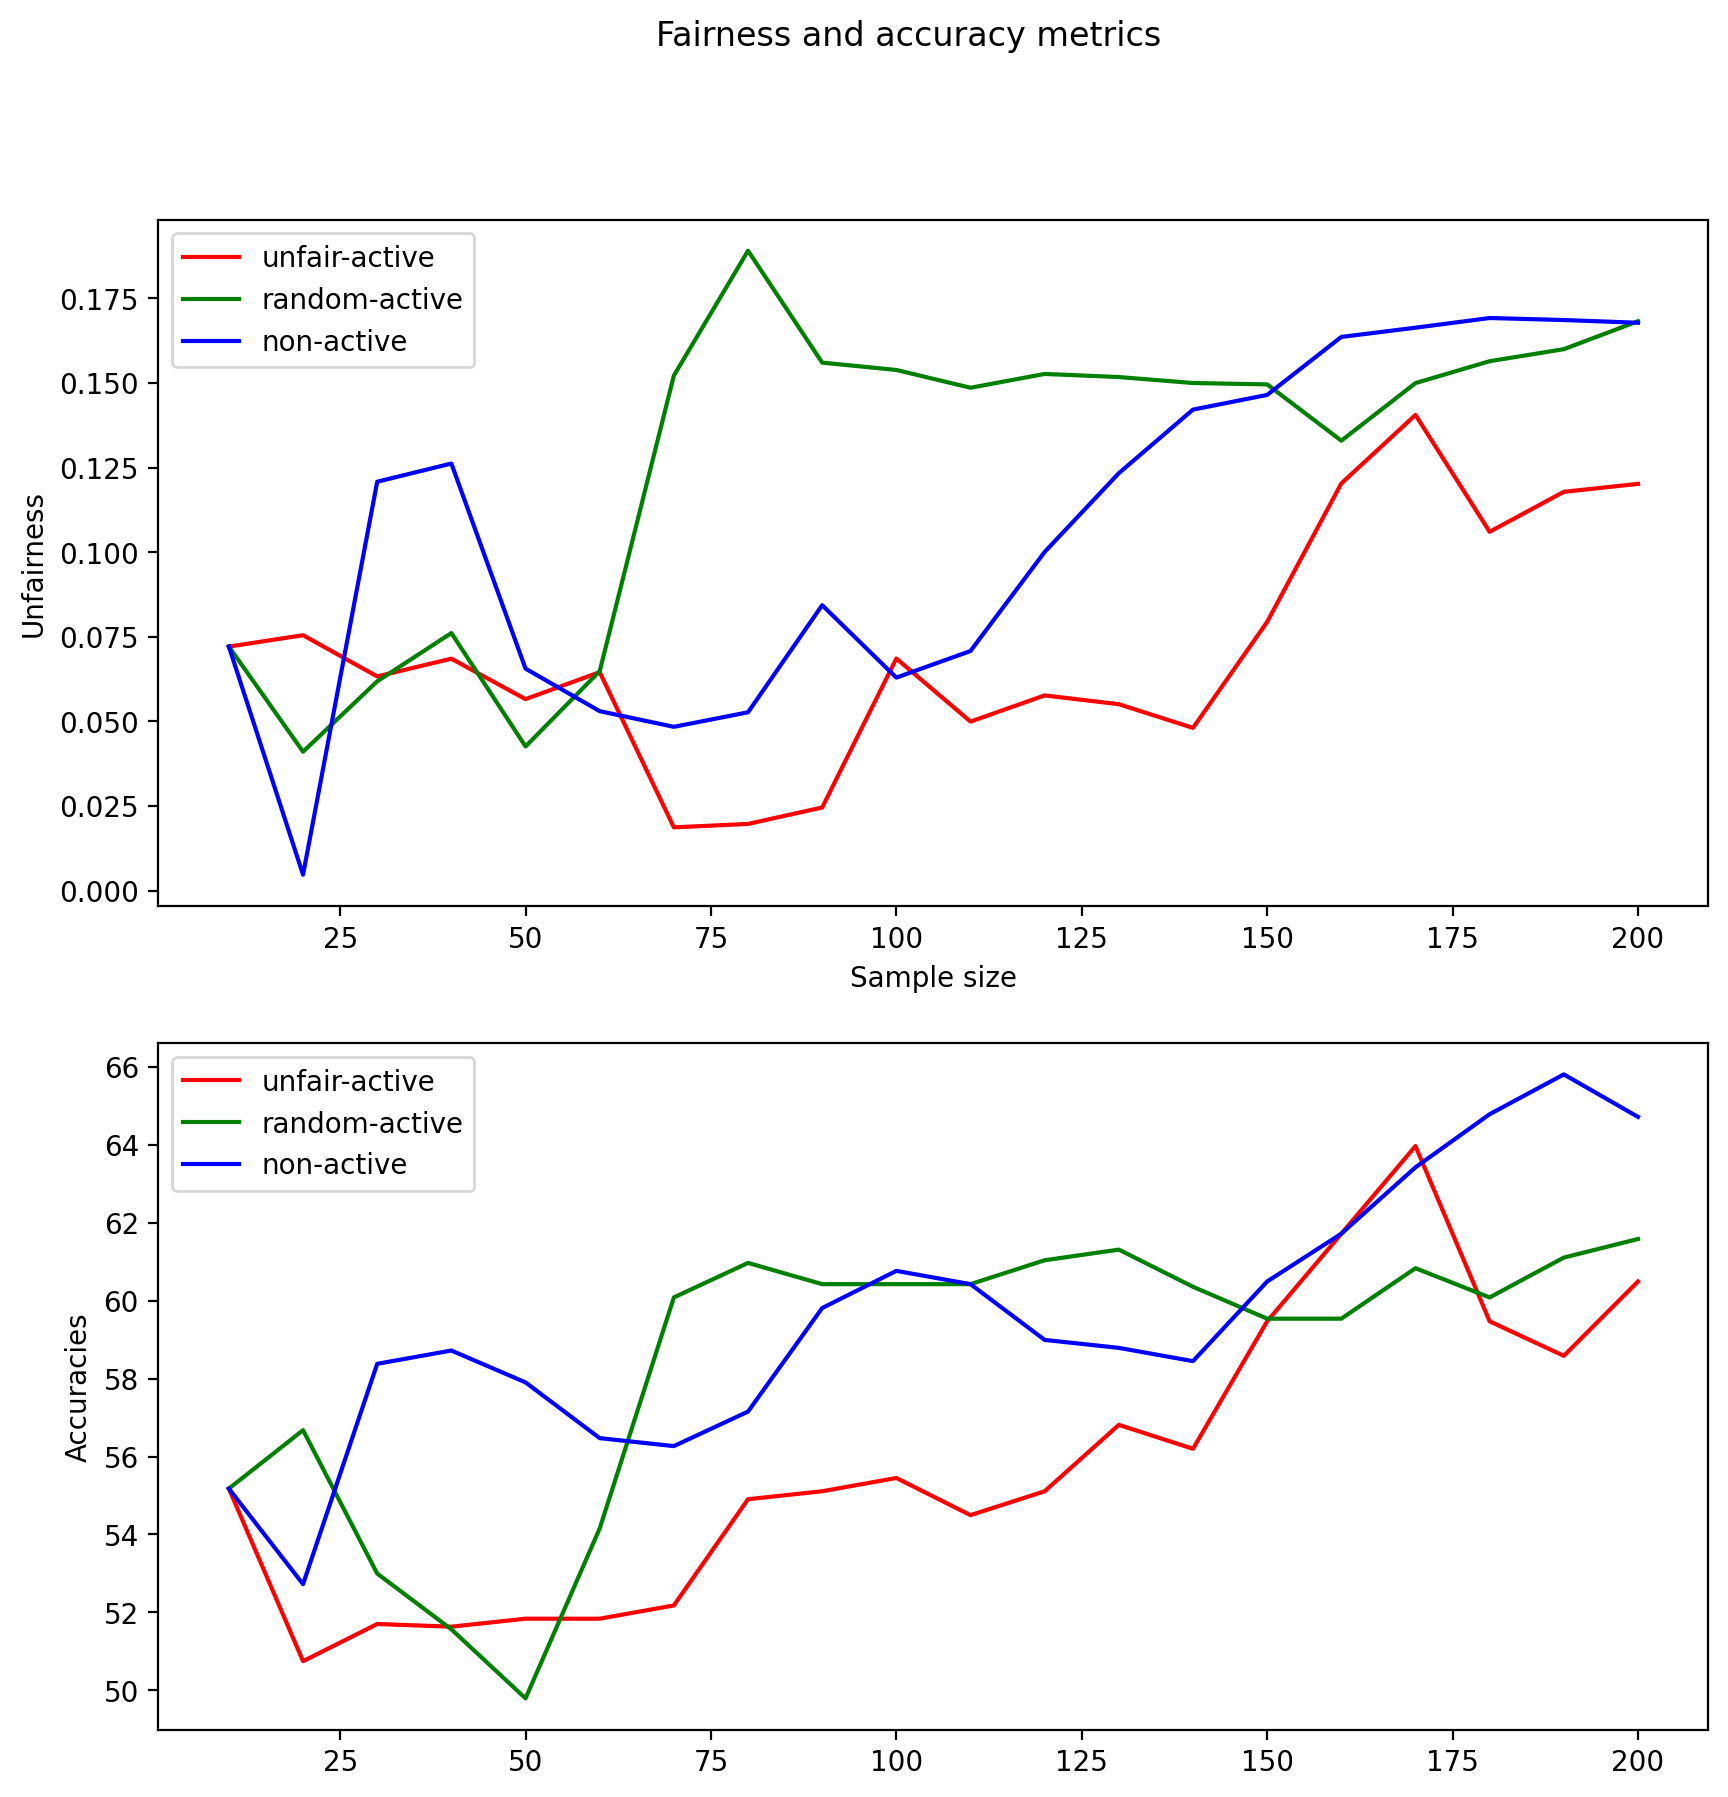 Fairness and accuracy metrics
unfair-active
random-active
non-active
0.175
0.150
0.125
0.100
0.075
0.050
0.025
0.000
Unfairness
25 50 75 100 125 150 175 200
Sample size
unfair-active
random-active
non-active
66
64
62
60
58
56
54
52
50
Accuracies
25 50 75 100 125 150 175 200